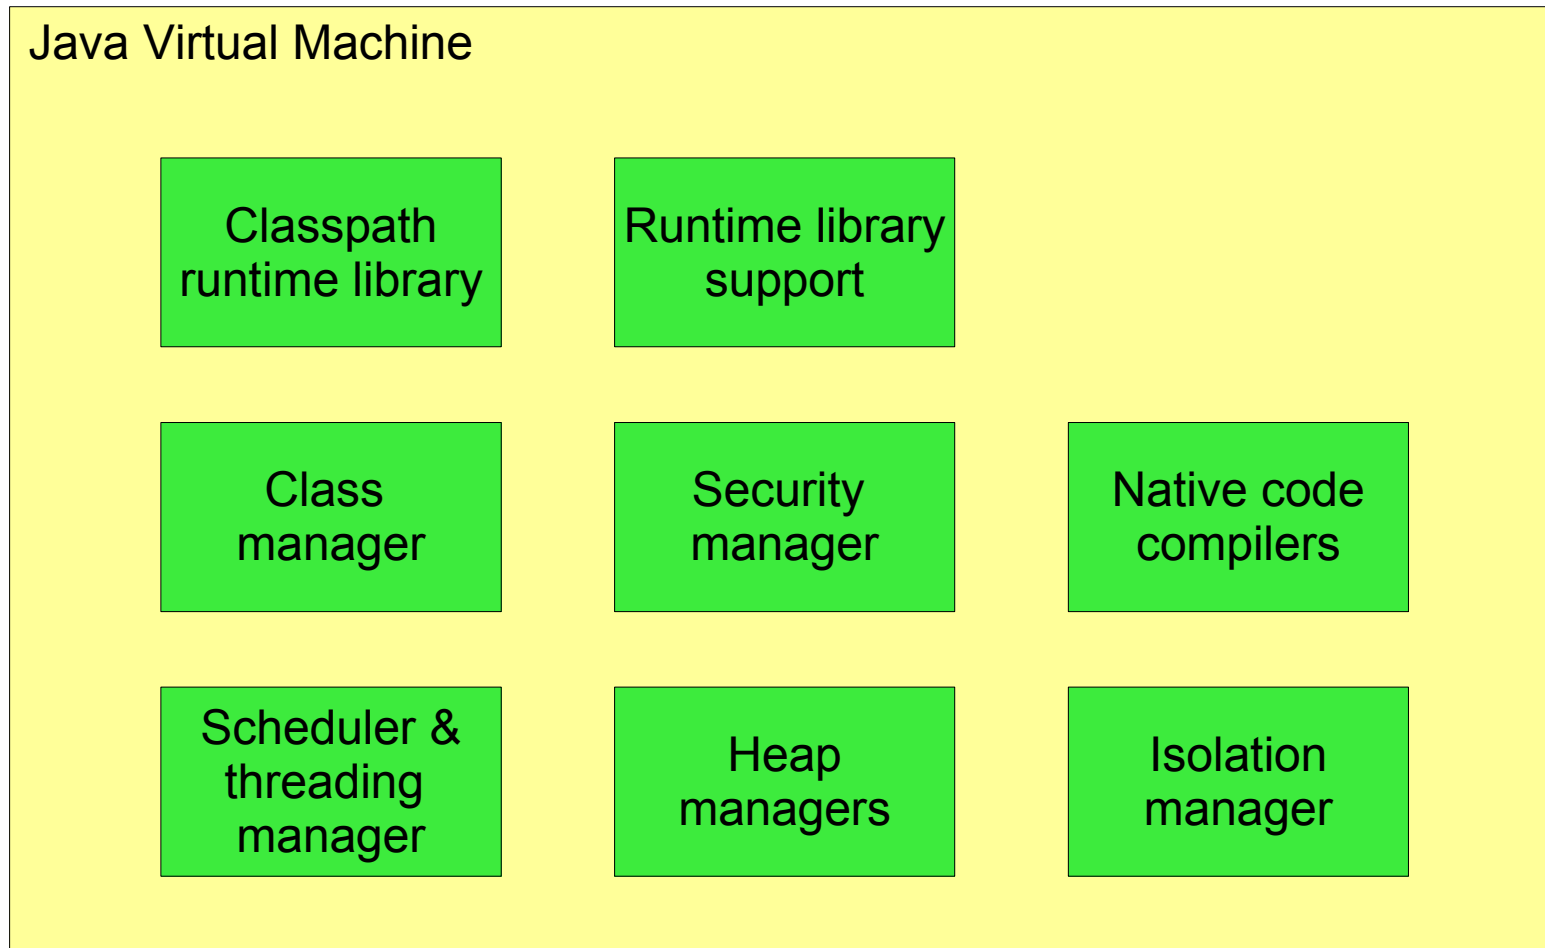 Java Virtual Machine
Classpath
runtime library
Runtime library
support
Class
manager
Security
manager
Native code
compilers
Scheduler &
threading
manager
Heap
managers
Isolation
manager